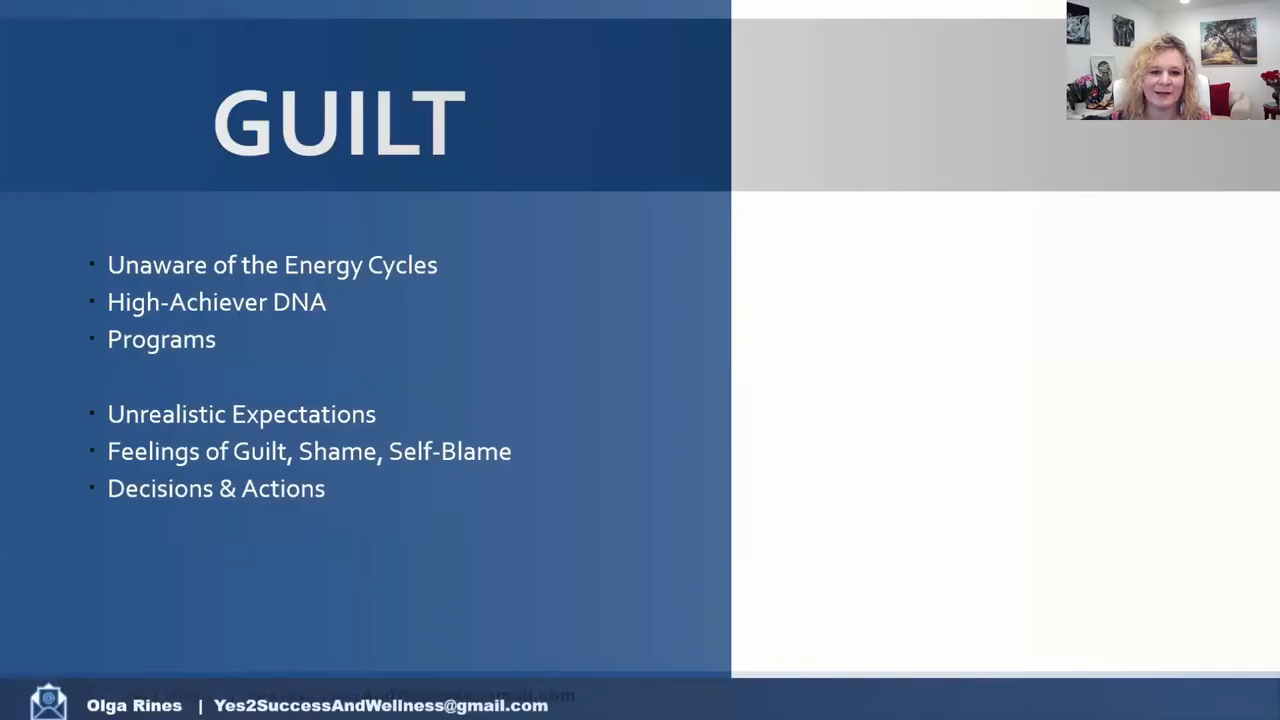 GUILT
Unaware of the Energy Cycles
High-Achiever DNA
Programs
Unrealistic Expectations
Feelings of Guilt, Shame, Self-Blame
Decisions & Actions
Olga Rines | Yes2SuccessAndWellness@gmail.com